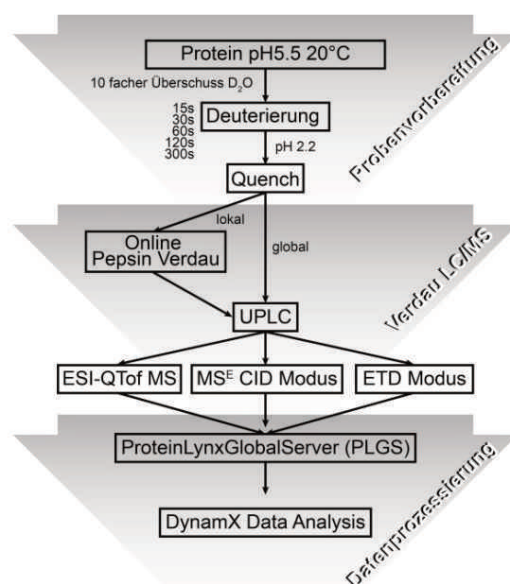 Protein pH5.5 20°C
10 facher Überschuss D₂O
15s
30s
60s
120s
300s
Deuterierung
pH 2.2
Quench
Probenvorbereitung
lokal
Online
Pepsin Verdau
global
UPLC
Verdau LC/MS
ESI-QTof MS
MSᴱ CID Modus
ETD Modus
ProteinLynxGlobalServer (PLGS)
DynamX Data Analysis
Datenprozessierung